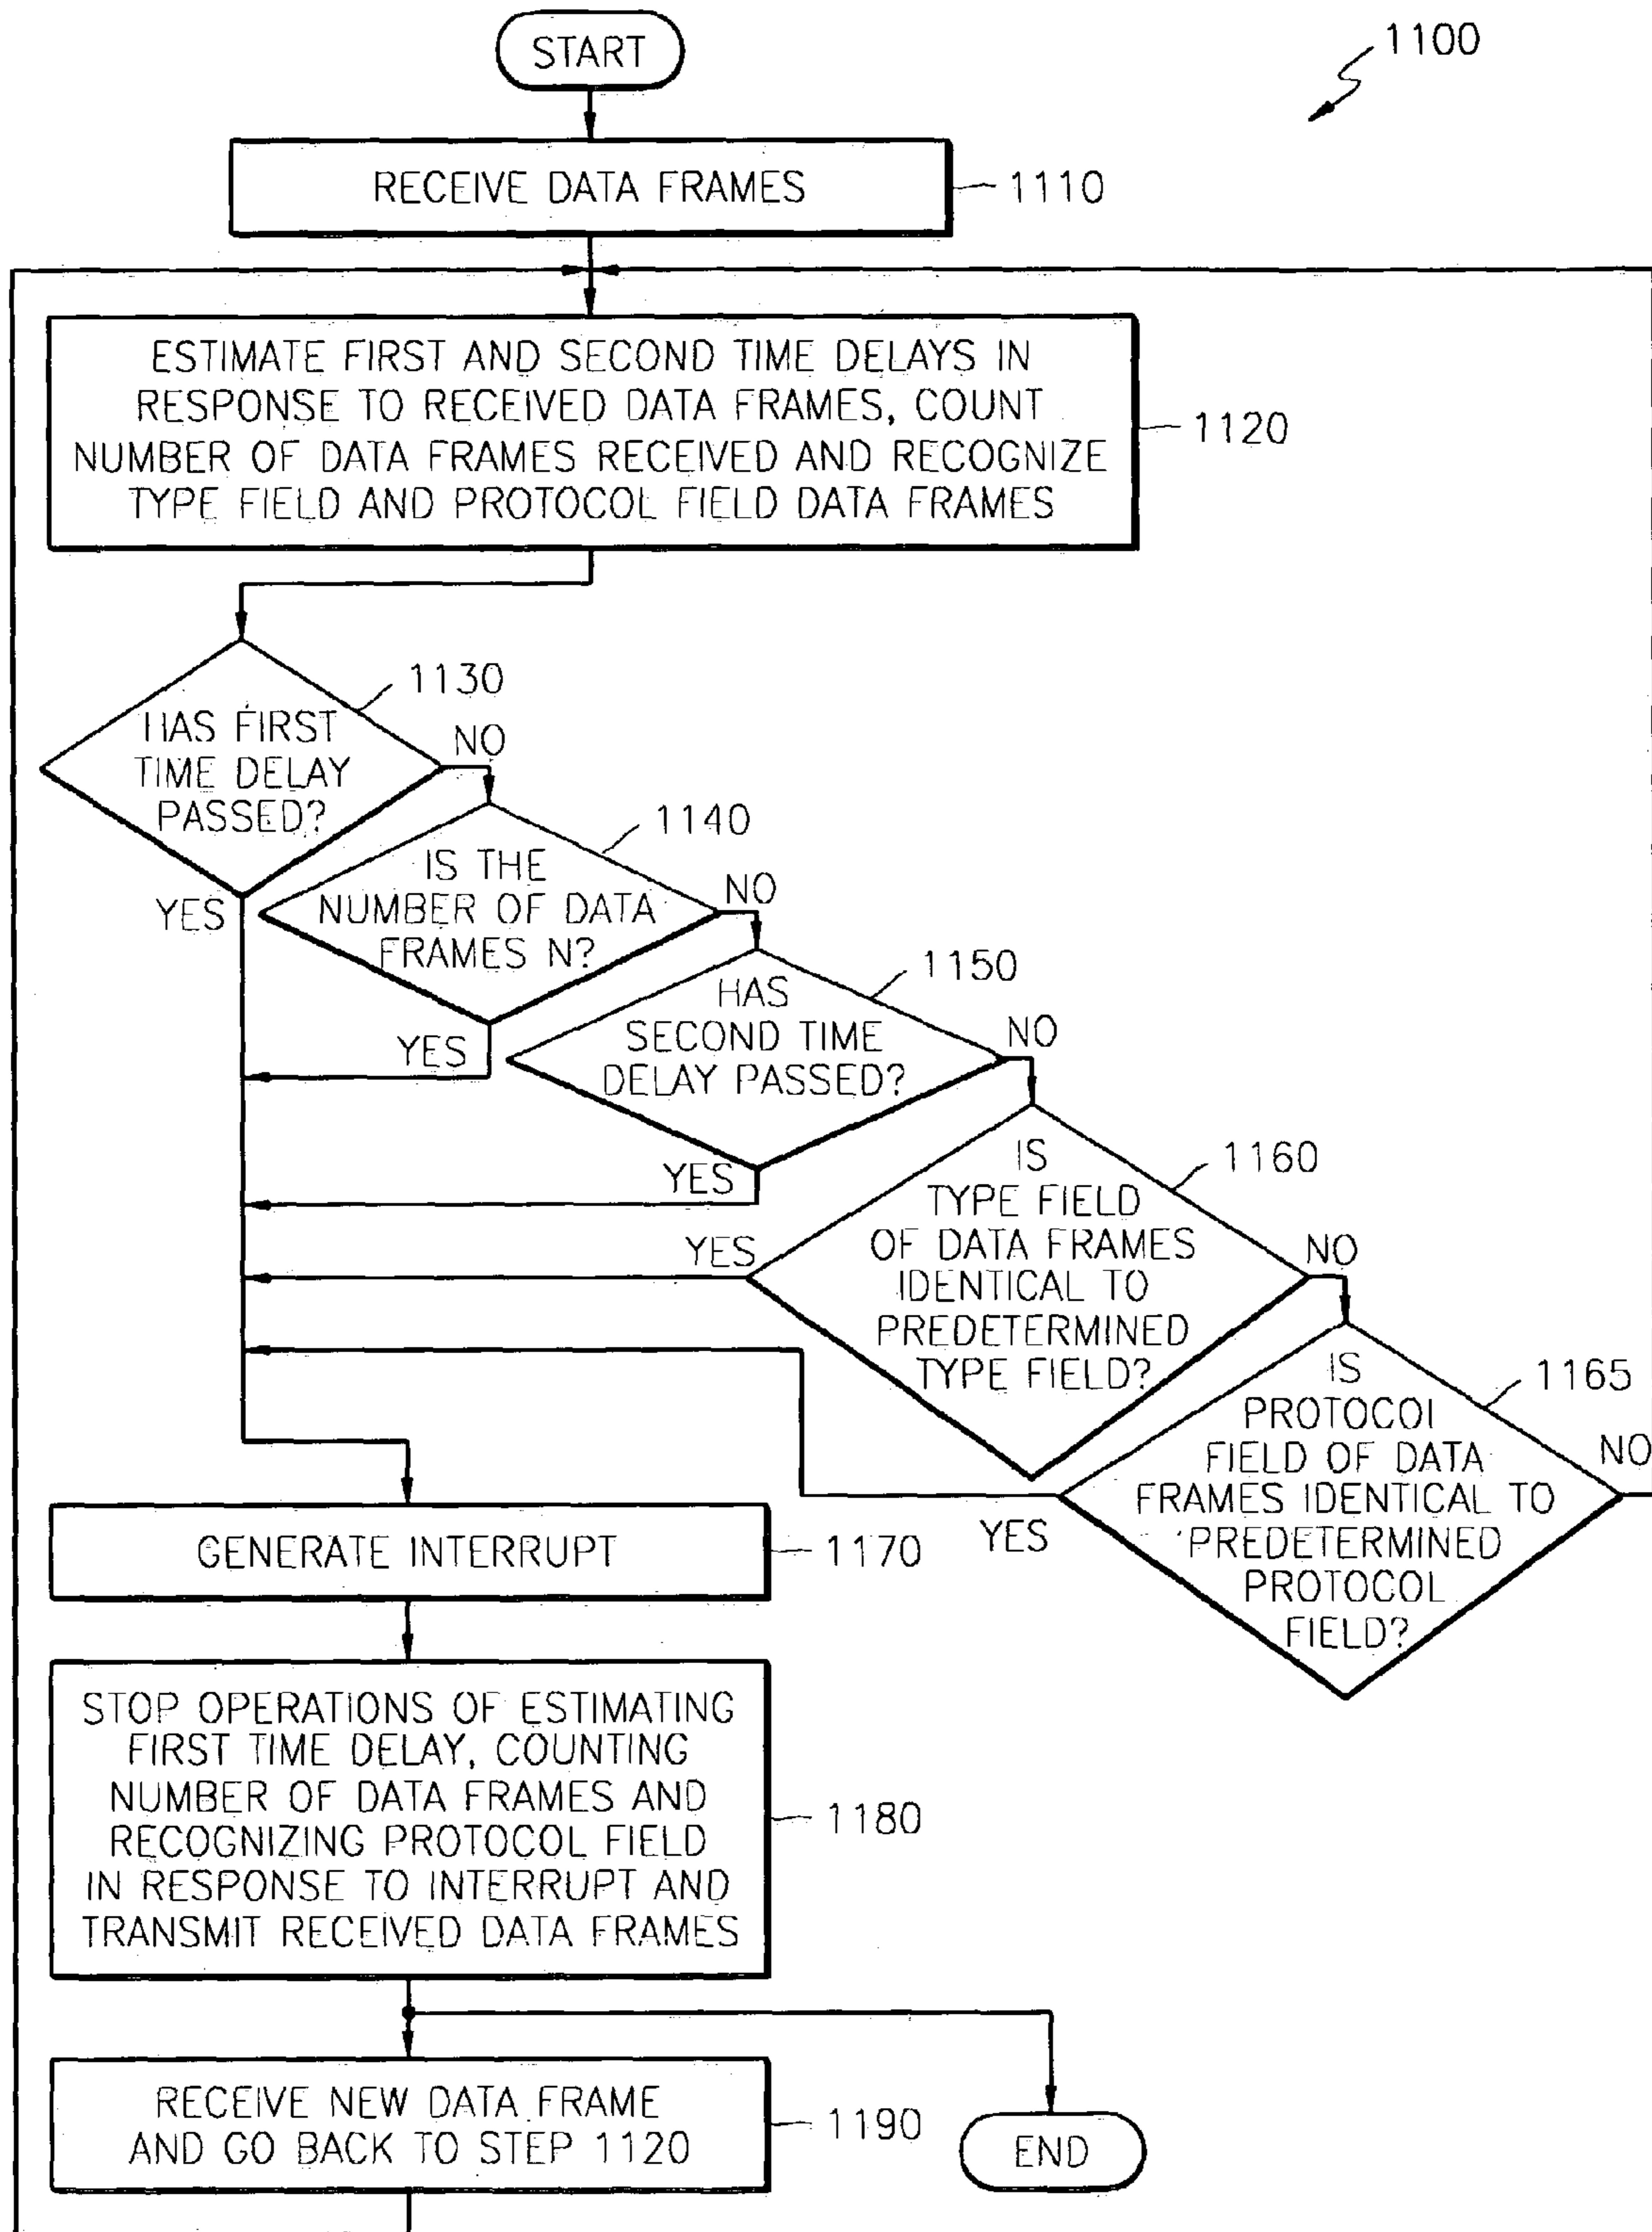 START
1100
RECEIVE DATA FRAMES
1110
ESTIMATE FIRST AND SECOND TIME DELAYS IN
RESPONSE TO RECEIVED DATA FRAMES, COUNT
NUMBER OF DATA FRAMES RECEIVED AND RECOGNIZE
TYPE FIELD AND PROTOCOL FIELD DATA FRAMES
1120
HAS FIRST
TIME DELAY
PASSED?
1130
NO
YES
IS THE
NUMBER OF DATA
FRAMES N?
1140
NO
YES
HAS
SECOND TIME
DELAY PASSED?
1150
NO
YES
IS
TYPE FIELD
OF DATA FRAMES
IDENTICAL TO
PREDETERMINED
TYPE FIELD?
1160
YES
NO
IS
PROTOCOL
FIELD OF DATA
FRAMES IDENTICAL TO
PREDETERMINED
PROTOCOL
FIELD?
1165
NO
YES
GENERATE INTERRUPT
1170
STOP OPERATIONS OF ESTIMATING
FIRST TIME DELAY, COUNTING
NUMBER OF DATA FRAMES AND
RECOGNIZING PROTOCOL FIELD
IN RESPONSE TO INTERRUPT AND
TRANSMIT RECEIVED DATA FRAMES
1180
RECEIVE NEW DATA FRAME
AND GO BACK TO STEP 1120
1190
END